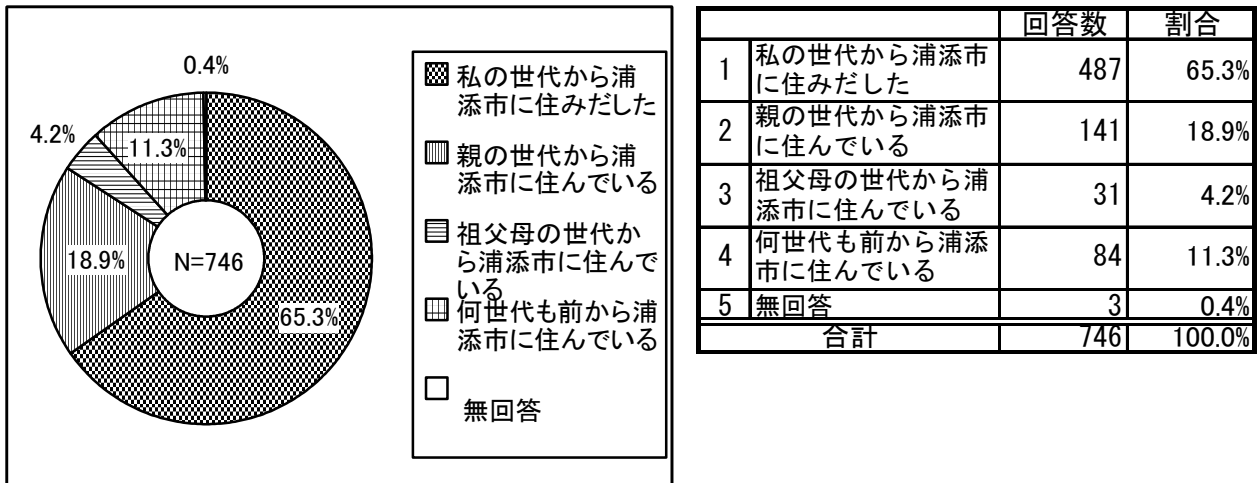 0.4%
4.2%
11.3%
18.9%
N=746
65.3%
私の世代から浦
添市に住みだした
親の世代から浦
添市に住んでいる
祖父母の世代か
ら浦添市に住んで
いる
何世代も前から浦
添市に住んでいる
無回答
回答数 割合
1 私の世代から浦添市に住みだした 487 65.3%
2 親の世代から浦添市に住んでいる 141 18.9%
3 祖父母の世代から浦添市に住んでいる 31 4.2%
4 何世代も前から浦添市に住んでいる 84 11.3%
5 無回答 3 0.4%
合計 746 100.0%